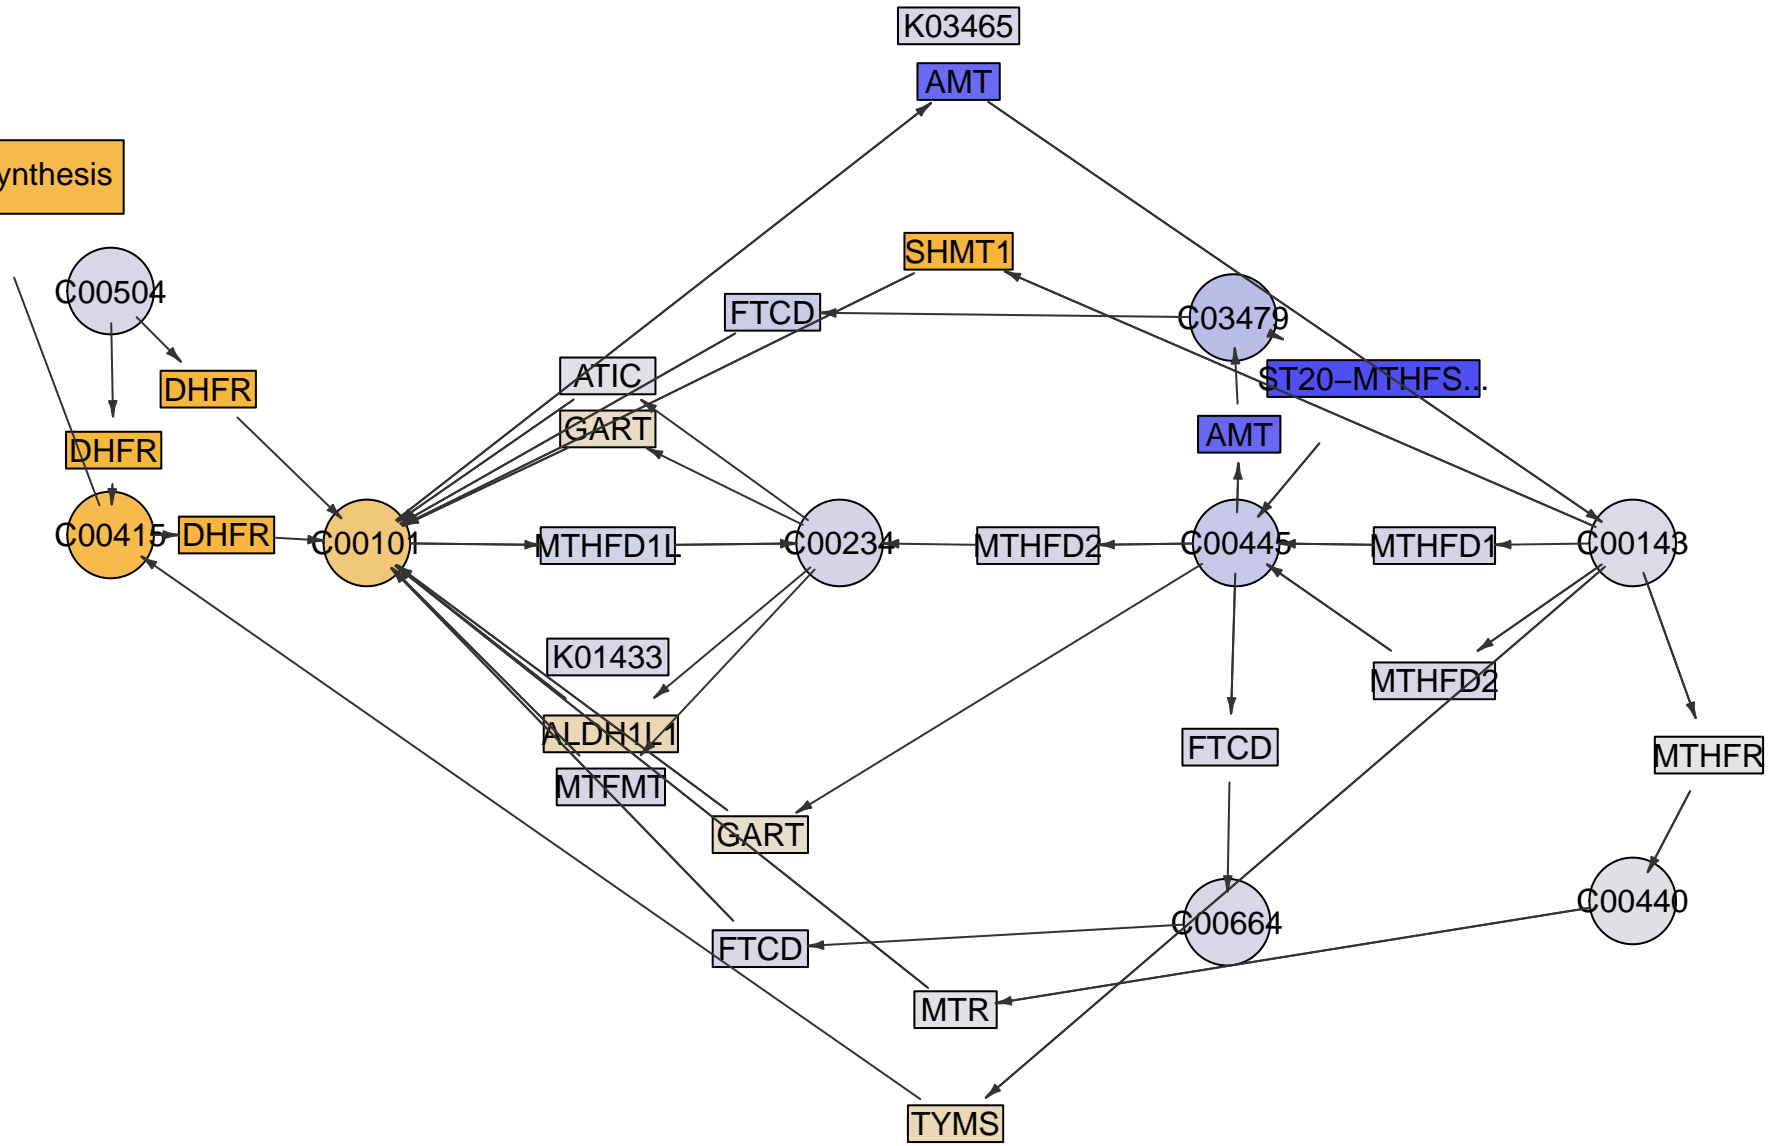 K03465
AMT
ynthesis
SHMT1
C00504
FTCD
C03479
ATIC
ST20−MTHFS...
DHFR
GART
AMT
DHFR
C00415
DHFR
C00101
MTHFD1L
C00234
MTHFD2
C00445
MTHFD1
C00143
K01433
MTHFD2
ALDH1L1
FTCD
MTHFR
MTFMT
GART
C00440
C00664
FTCD
MTR
TYMS